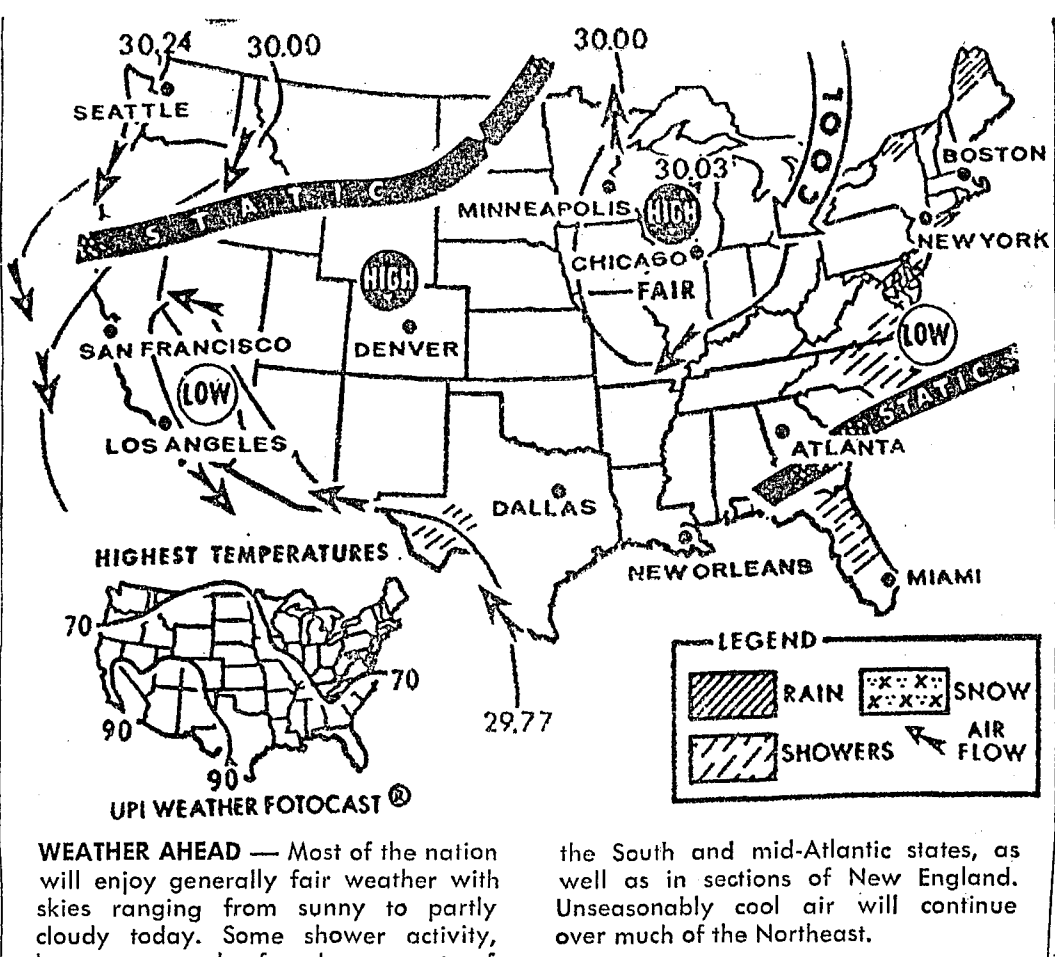 30.24 30.00 30.00
SEATTLE
STATIC
COOL
30.03
BOSTON
MINNEAPOLIS HIGH
NEW YORK
CHICAGO
HIGH
FAIR
SAN FRANCISCO DENVER
LOW
LOW
STATIC
LOS ANGELES
ATLANTA
DALLAS
NEW ORLEANS
MIAMI
HIGHEST TEMPERATURES
70
70
90
90
29.77
LEGEND
RAIN SNOW
SHOWERS AIR FLOW
UPI WEATHER FOTOCAST ®
WEATHER AHEAD — Most of the nation
will enjoy generally fair weather with
skies ranging from sunny to partly
cloudy today. Some shower activity,
the South and mid-Atlantic states, as
well as in sections of New England.
Unseasonably cool air will continue
over much of the Northeast.